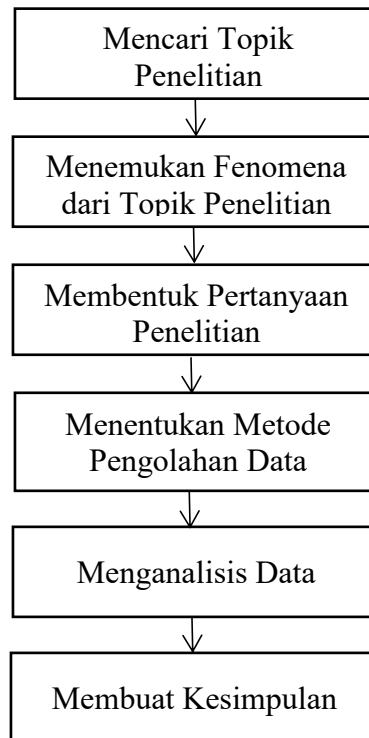 Mencari Topik
Penelitian
Menemukan Fenomena
dari Topik Penelitian
Membentuk Pertanyaan
Penelitian
Menentukan Metode
Pengolahan Data
Menganalisis Data
Membuat Kesimpulan